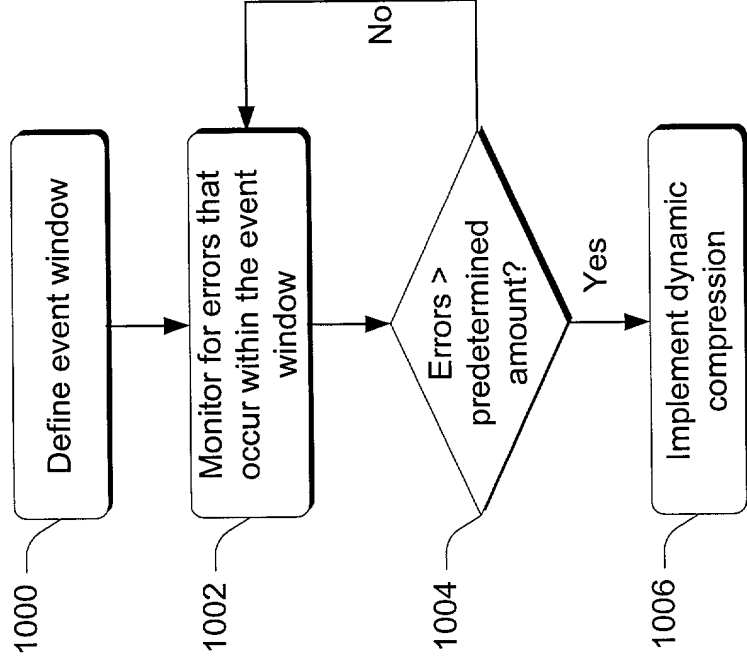 1000
Define event window
1002
Monitor for errors that
occur within the event
window
No
1004
Errors >
predetermined
amount?
Yes
1006
Implement dynamic
compression